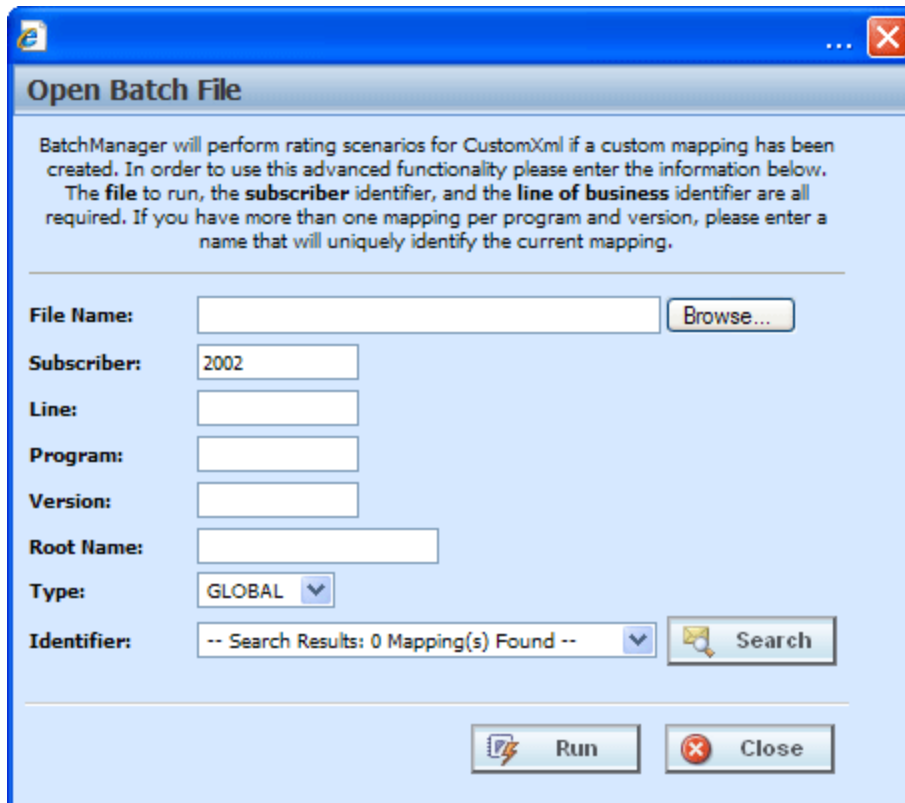 ...
Open Batch File
BatchManager will perform rating scenarios for CustomXml if a custom mapping has been
created. In order to use this advanced functionality please enter the information below.
The file to run, the subscriber identifier, and the line of business identifier are all
required. If you have more than one mapping per program and version, please enter a
name that will uniquely identify the current mapping.
File Name: Browse...
Subscriber: 2002
Line:
Program:
Version:
Root Name:
Type: GLOBAL
Identifier: -- Search Results: 0 Mapping(s) Found -- Search
Run Close